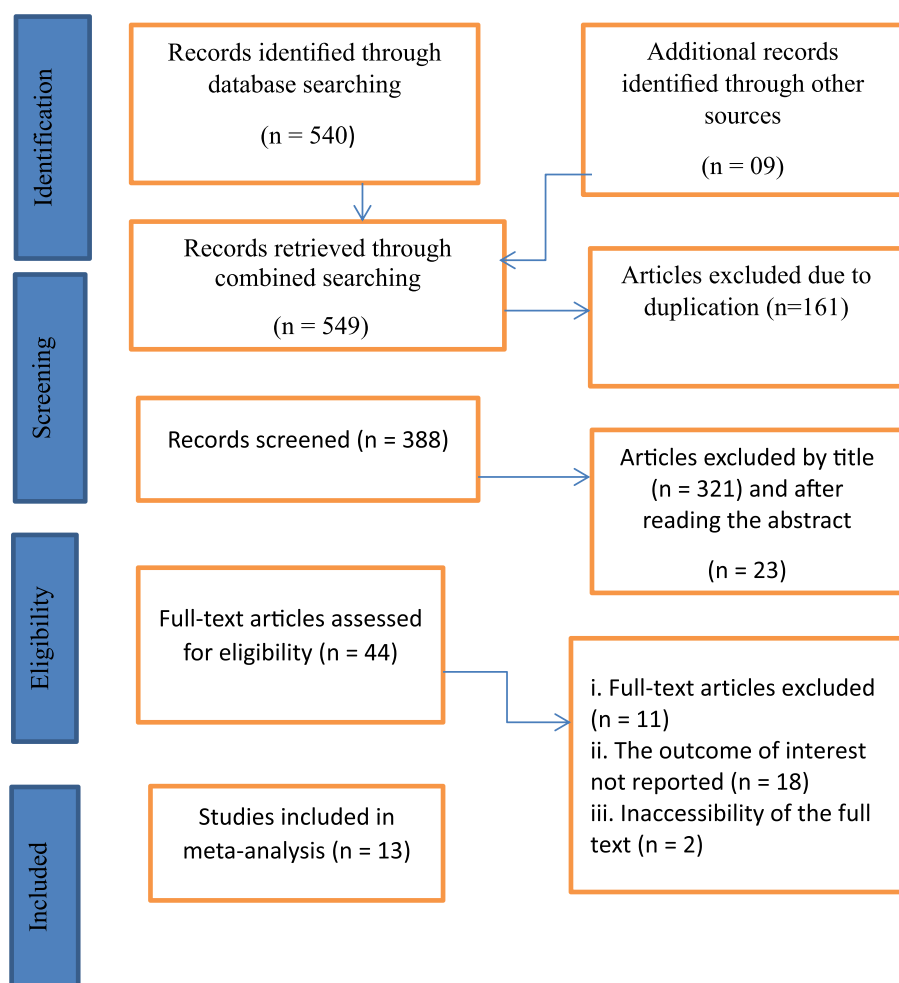 Identification
Records identified through
database searching
(n = 540)
Additional records
identified through other
sources
(n = 09)
Records retrieved through
combined searching
(n = 549)
Articles excluded due to
duplication (n=161)
Screening
Records screened (n = 388)
Articles excluded by title
(n = 321) and after
reading the abstract
(n = 23)
Eligibility
Full-text articles assessed
for eligibility (n = 44)
i. Full-text articles excluded
(n = 11)
ii. The outcome of interest
not reported (n = 18)
iii. Inaccessibility of the full
text (n = 2)
Included
Studies included in
meta-analysis (n = 13)